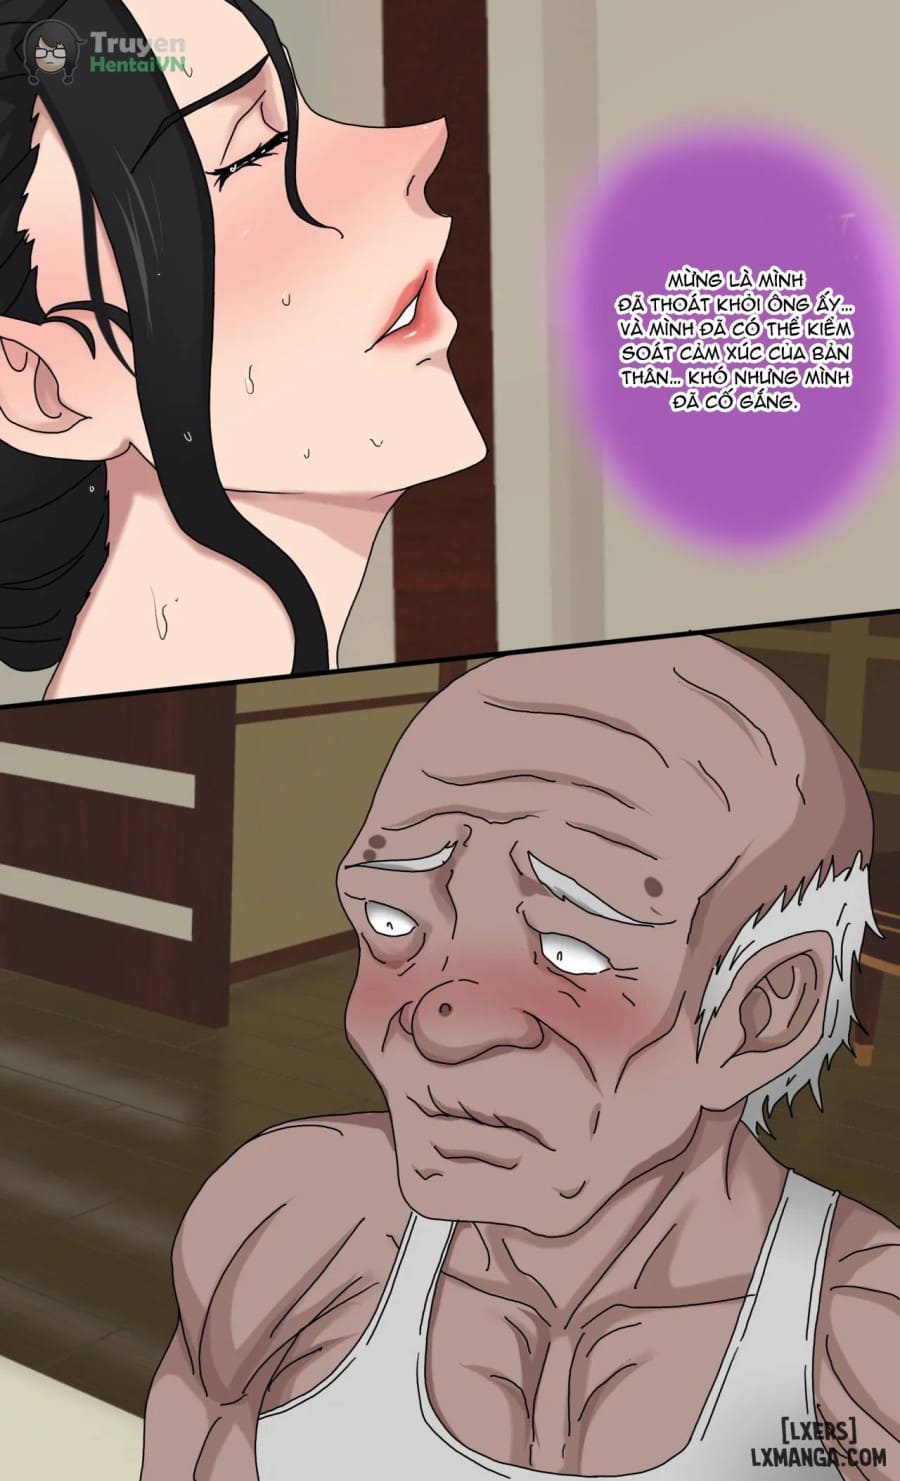 Truyen
HentaiVN
MỪNG LÀ MÌNH
ĐÃ THOÁT KHỎI ÔNG ẤY...
VÀ MÌNH ĐÃ CÓ THỂ KIỂM
SOÁT CẢM XÚC CỦA BẢN
THÂN... KHÓ NHƯNG MÌNH
ĐÃ CỐ GẮNG.
[LXERS]
LXMANGA.COM